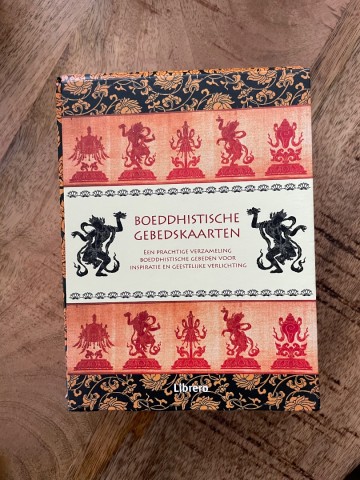 BOEDDHISTISCHE
GEBEDSKAARTEN
EEN PRACHTIGE VERZAMELING
BOEDDHISTISCHE GEBEDEN VOOR
INSPIRATIE EN GEESTELIJKE VERLICHTING
Librero